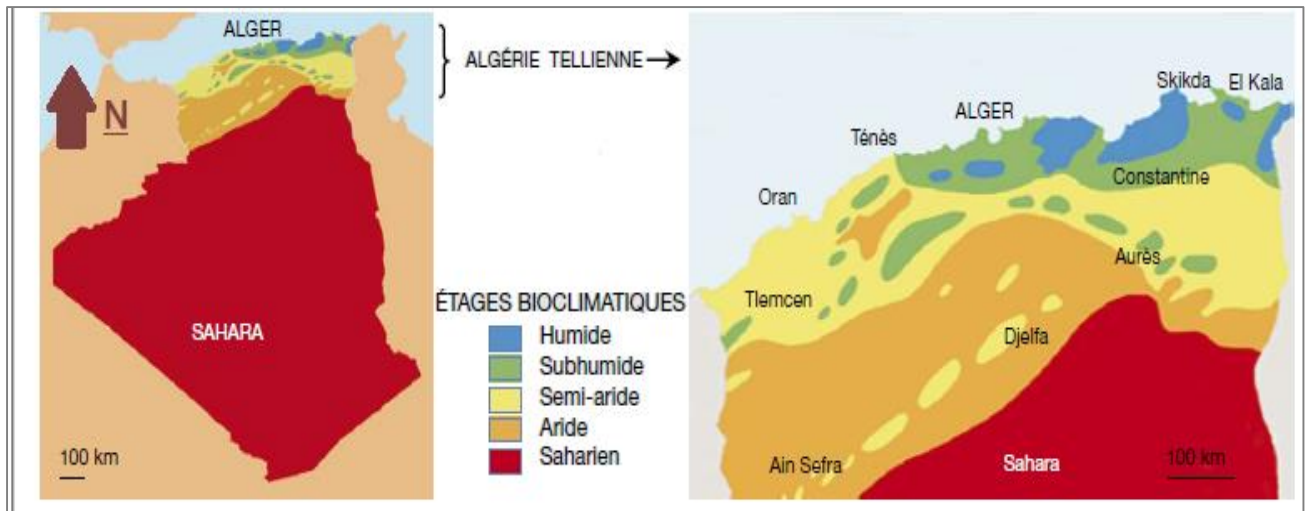 ALGER
ALGÉRIE TELLIENNE
N
SAHARA
100 km
ÉTAGES BIOCLIMATIQUES
Humide
Subhumide
Semi-aride
Aride
Saharien
Skikda
El Kala
ALGER
Ténès
Constantine
Oran
Aurès
Tlemcen
Djelfa
Ain Sefra
Sahara
100 km